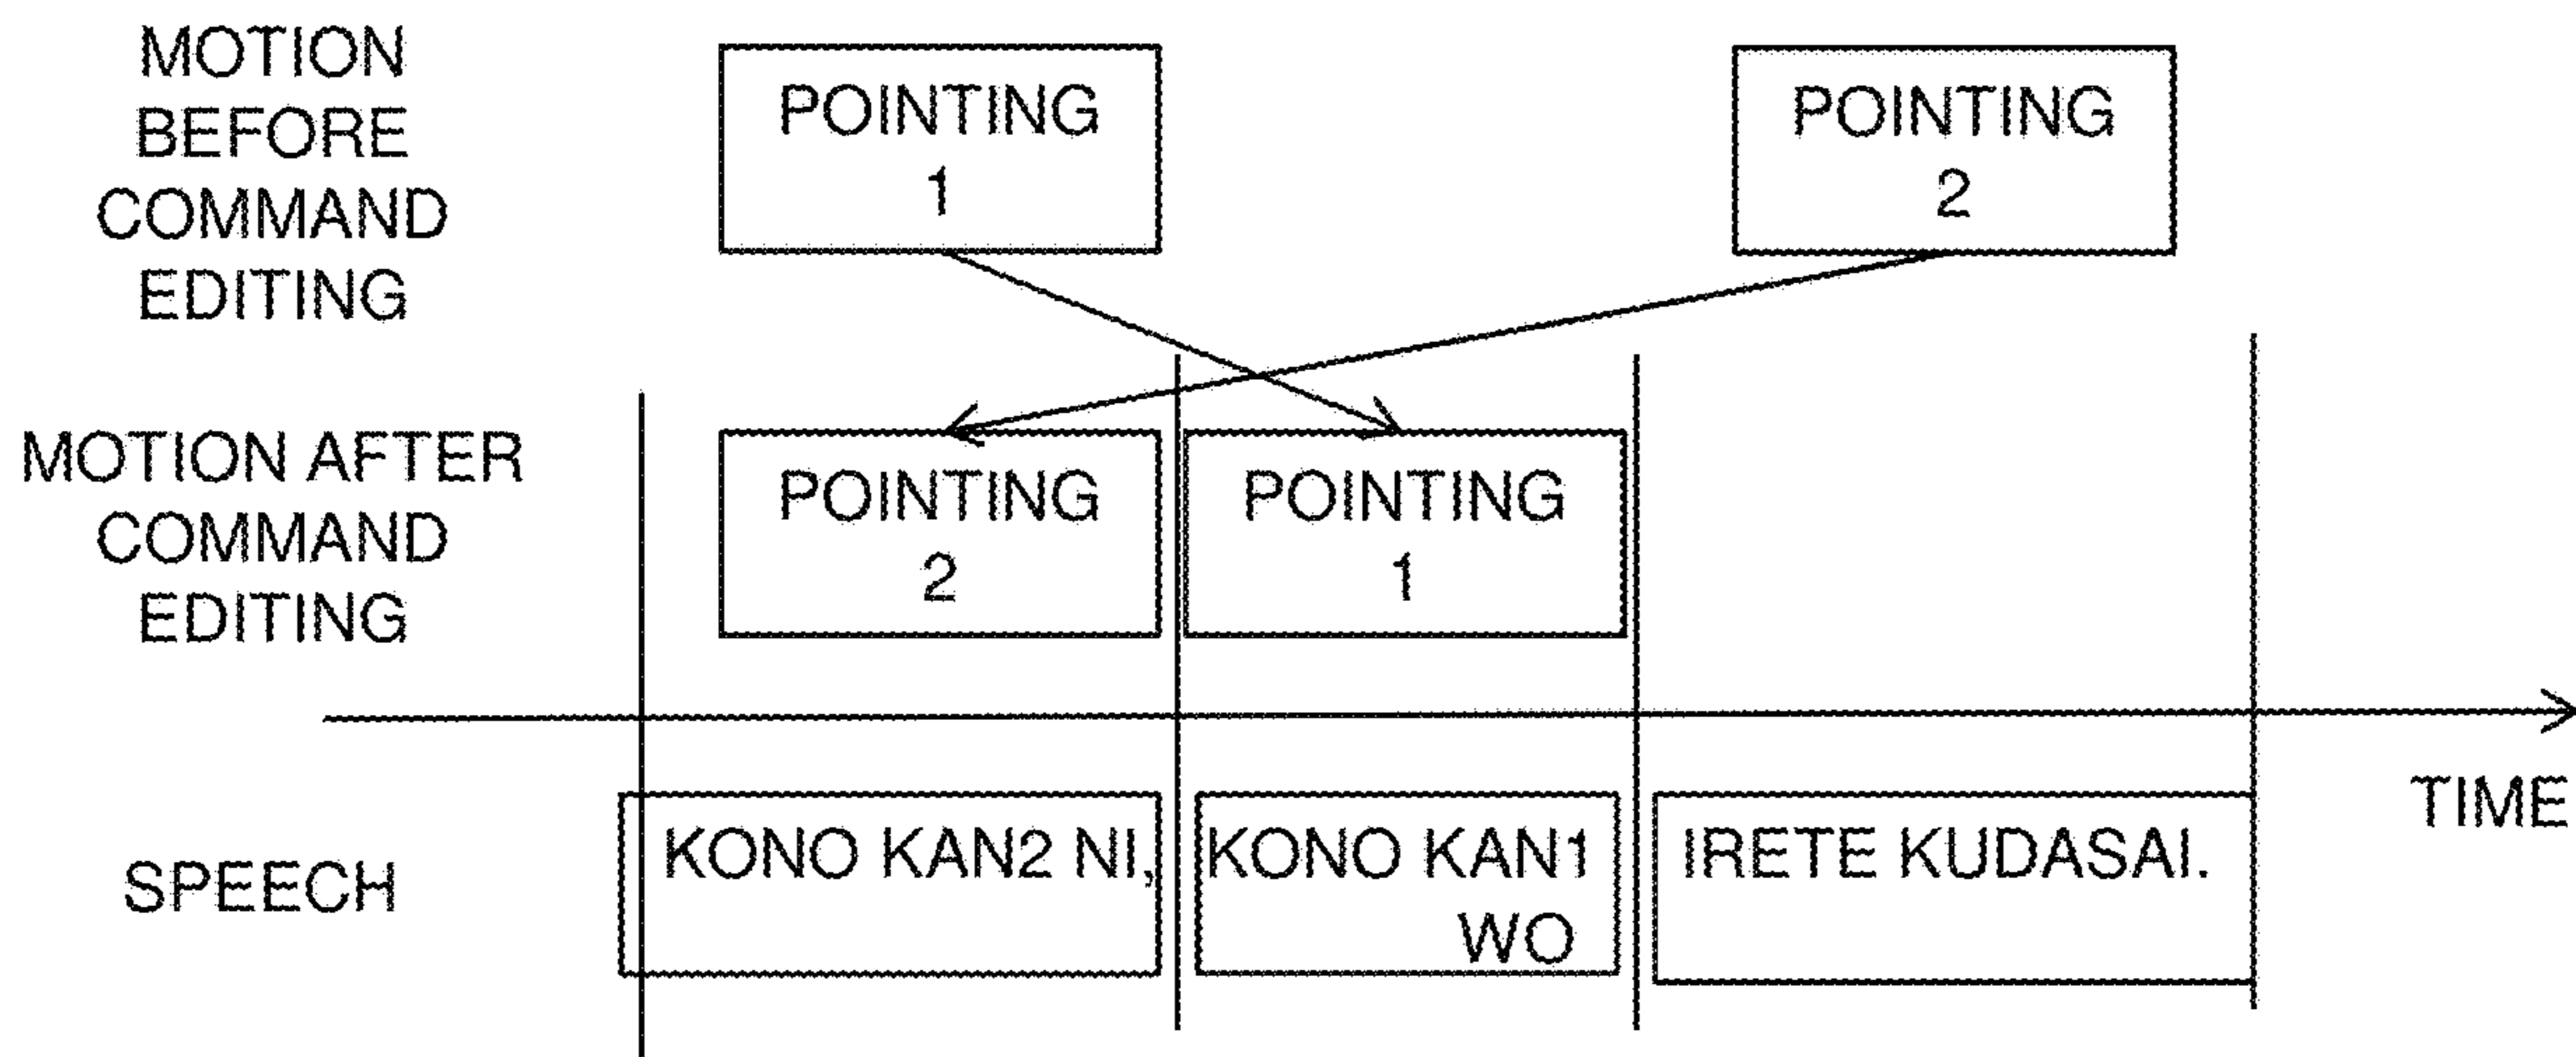 MOTION
BEFORE
COMMAND
EDITING
POINTING
1
POINTING
2
MOTION AFTER
COMMAND
EDITING
POINTING
2
POINTING
1
TIME
SPEECH
KONO KAN2 NI,
KONO KAN1
WO
IRETE KUDASAI.